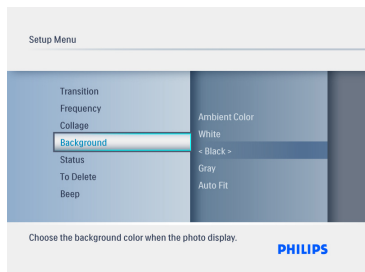 Setup Menu
Transition
Frequency
Collage
Background
Status
To Delete
Beep
Ambient Color
White
< Black >
Gray
Auto Fit
Choose the background color when the photo display.
PHILIPS